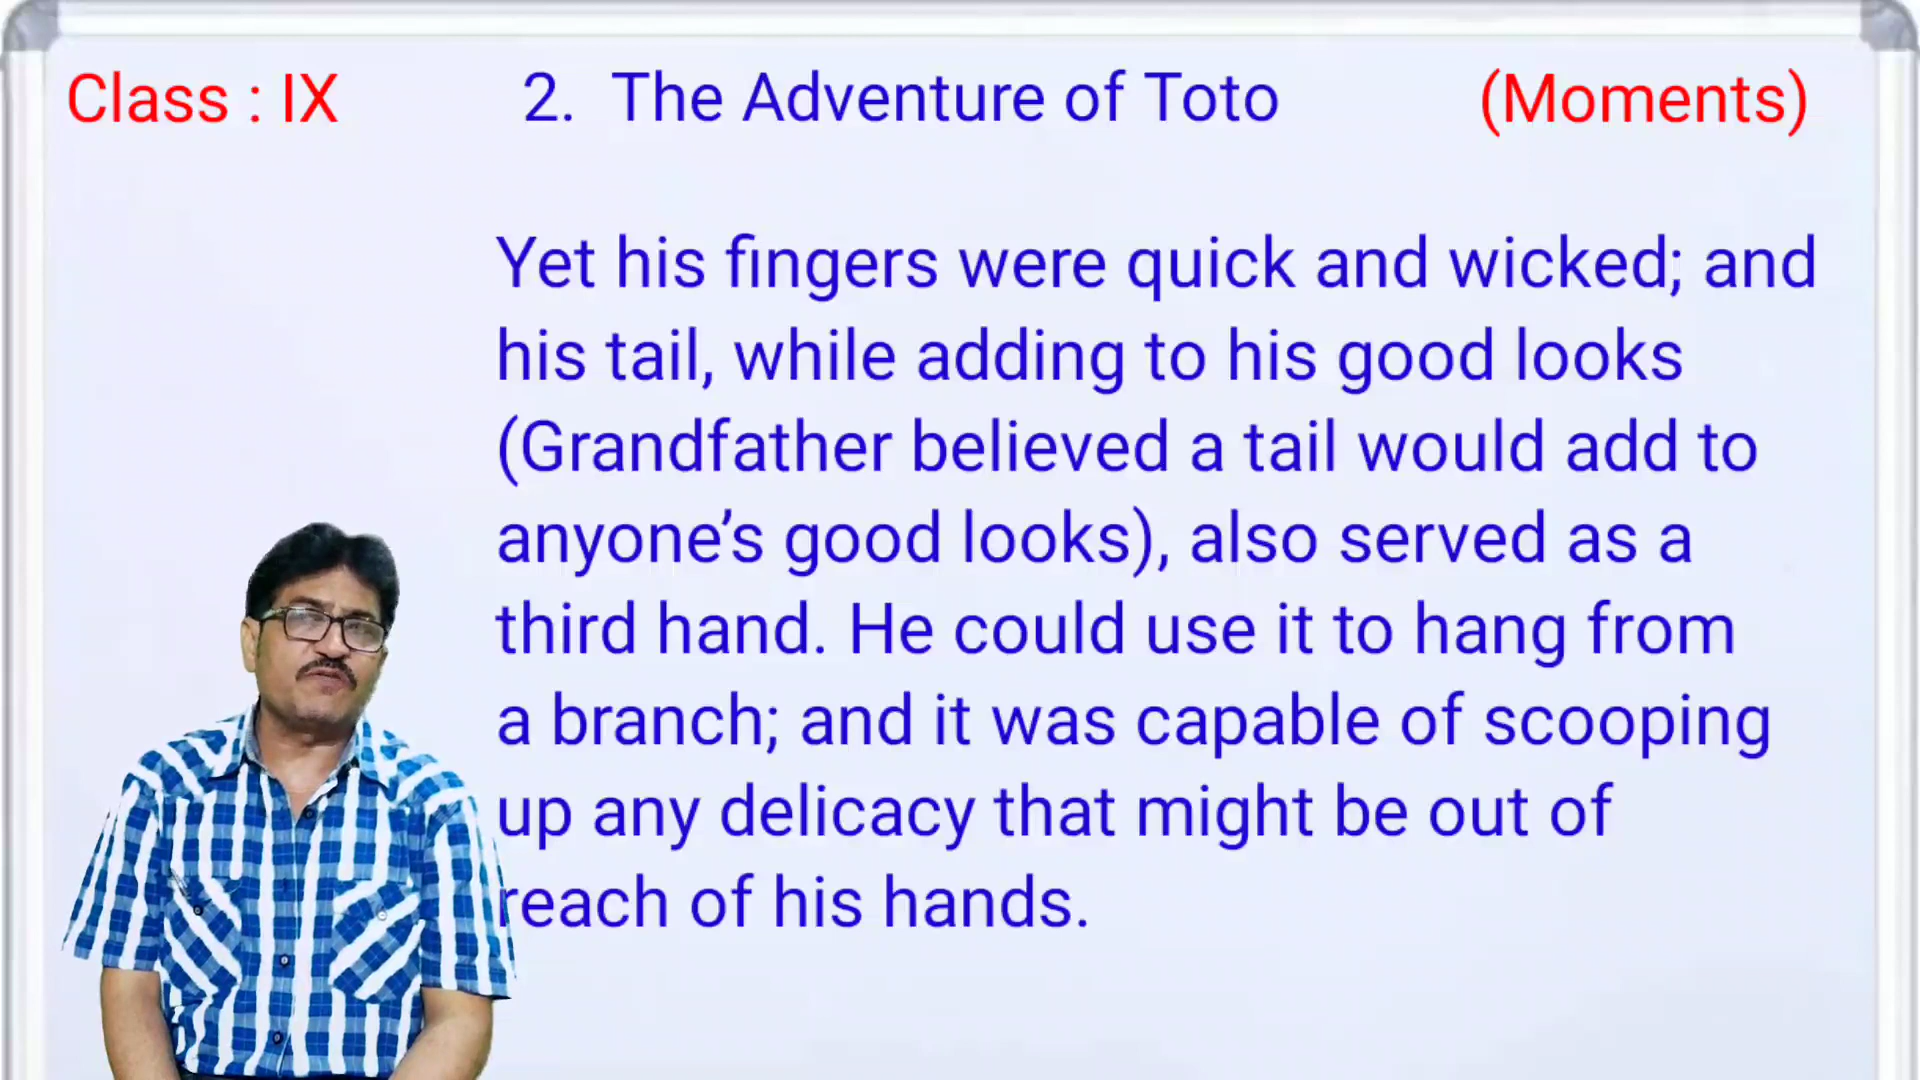 Class : IX 2. The Adventure of Toto (Moments)
Yet his fingers were quick and wicked; and
his tail, while adding to his good looks
(Grandfather believed a tail would add to
anyone’s good looks), also served as a
third hand. He could use it to hang from
a branch; and it was capable of scooping
up any delicacy that might be out of
reach of his hands.